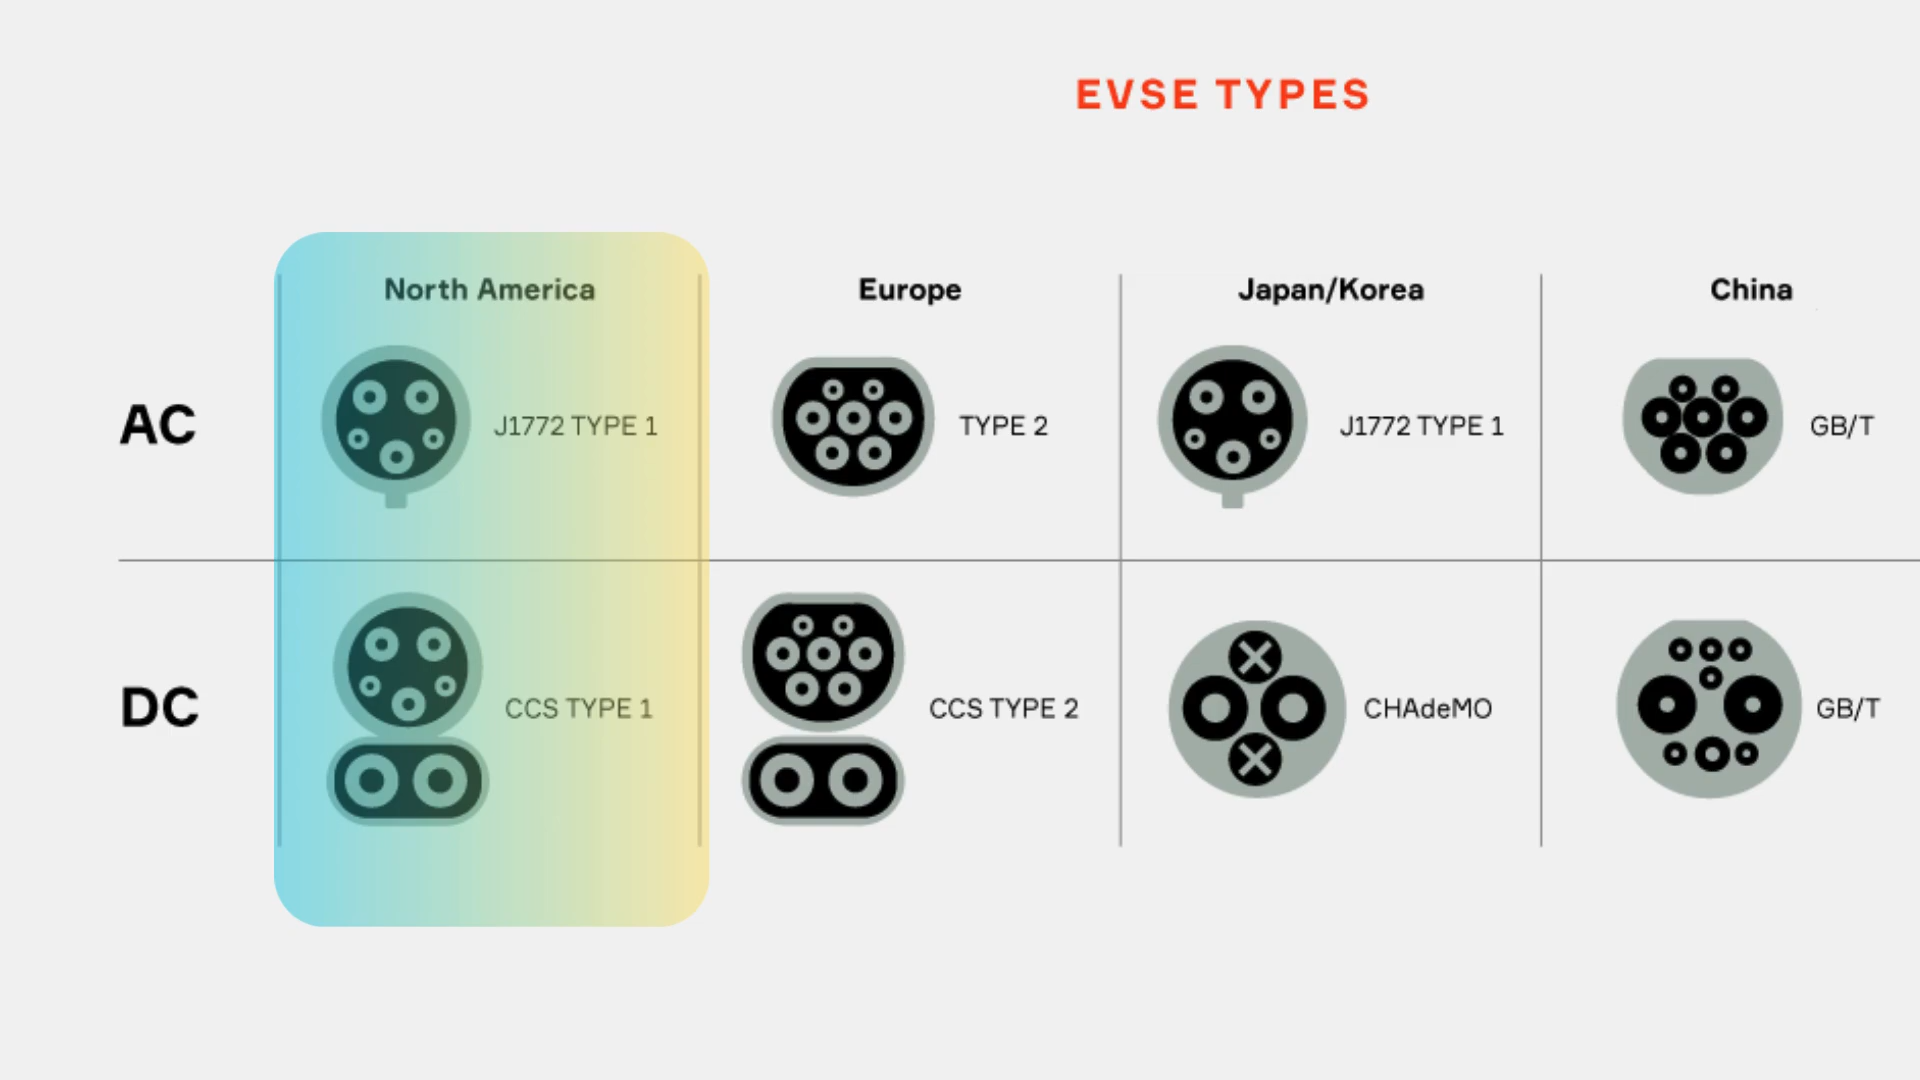 EVSE TYPES
North America Europe Japan/Korea China
AC J1772 TYPE 1 TYPE 2 J1772 TYPE 1 GB/T
DC CCS TYPE 1 CCS TYPE 2 CHAdeMO GB/T